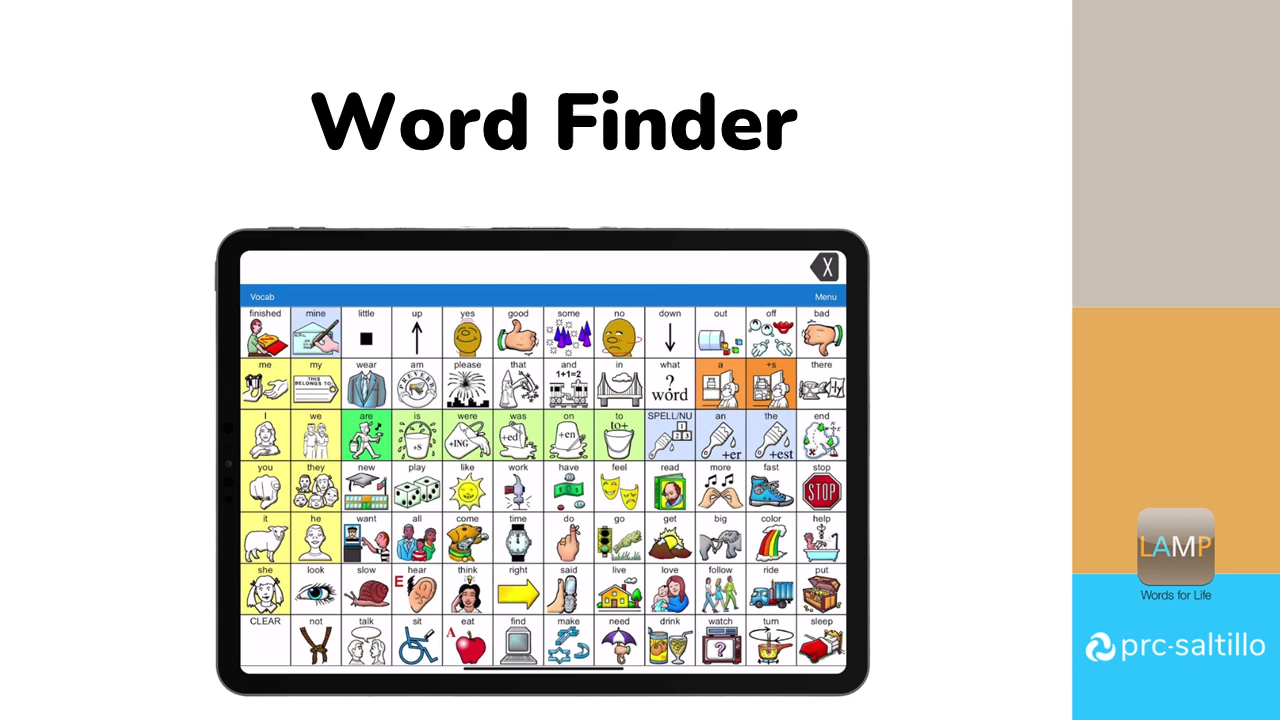 Word Finder
X
Vocab Menu
finished mine little up yes good some no down out off bad
me my wear am please that and in what a +s there
THIS BELONGS TO 1+1=2 ? word
I we are is were was on to SPELL/NU an the end
+s +ING +ed +en to+ 1 2 3 +er +est
you they new play like work have feel read more fast stop
STOP
it he want all come time do go get big color help
she look slow hear think right said live love follow ride put
E
CLEAR not talk sit eat find make need drink watch turn sleep
A ?
LAMP
Words for Life
prc-saltillo